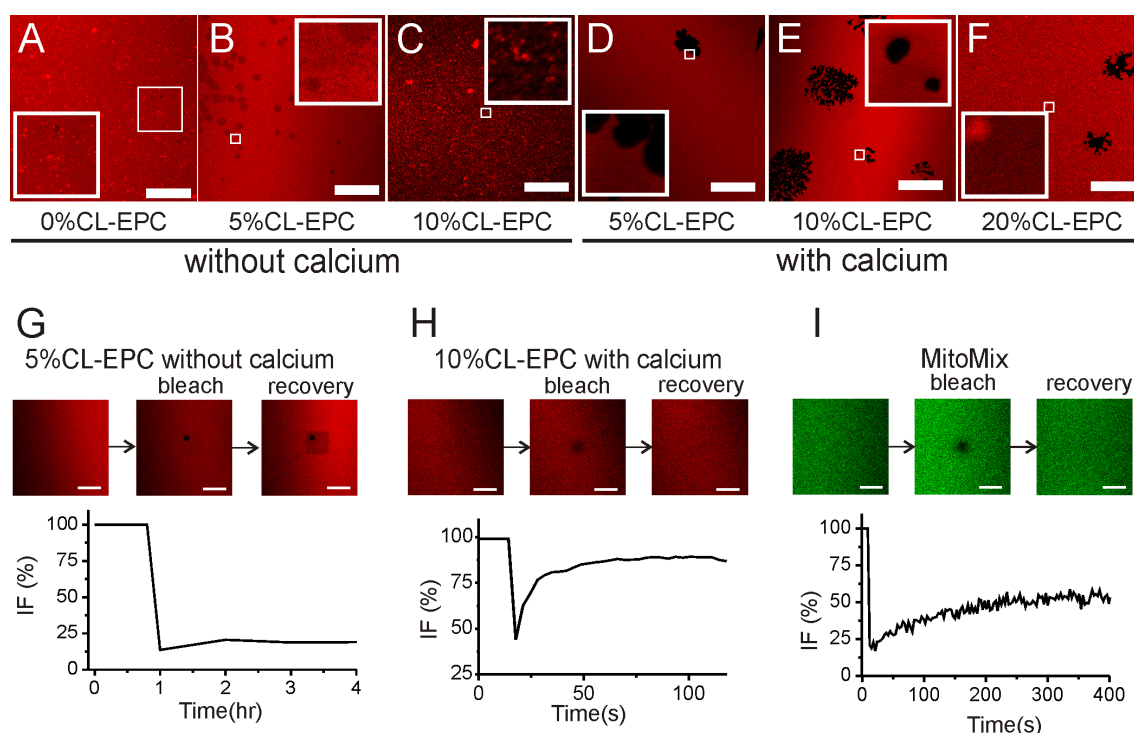 A B C D E F
0%CL-EPC 5%CL-EPC 10%CL-EPC 5%CL-EPC 10%CL-EPC 20%CL-EPC
without calcium with calcium
G H I
5%CL-EPC without calcium 10%CL-EPC with calcium MitoMix
bleach recovery bleach recovery bleach recovery
100
75
50
25
0
IF (%)
0 1 2 3 4
Time(hr)
100
75
50
25
IF (%)
0 50 100
Time(s)
100
75
50
25
0
IF (%)
0 100 200 300 400
Time(s)